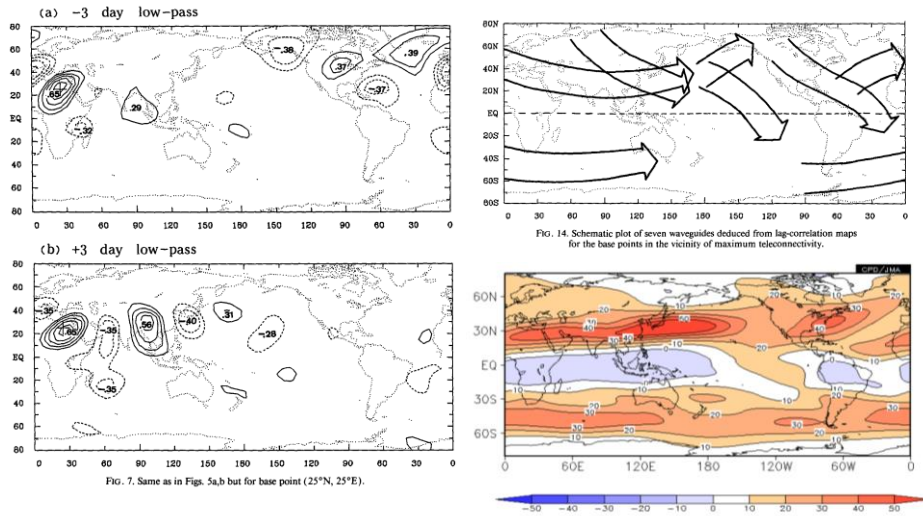 (a) -3 day low-pass
80
60
40
20
EQ
20
40
60
80
-.38
.37
.39
-.37
.65
.29
-.32
0 30 60 90 120 150 180 150 120 90 60 30 0
(b) +3 day low-pass
80
60
40
20
EQ
20
40
60
80
-.35
.65
-.35
.56
-.40
.31
-.28
-.35
0 30 60 90 120 150 180 150 120 90 60 30 0
FIG. 7. Same as in Figs. 5a,b but for base point (25°N, 25°E).
80N
60N
40N
20N
EQ
20S
40S
60S
80S
0 30 60 90 120 150 180 150 120 90 60 30 0
FIG. 14. Schematic plot of seven waveguides deduced from lag-correlation maps
for the base points in the vicinity of maximum teleconnectivity.
CPD/JMA
60N
30N
EQ
30S
60S
0 60E 120E 180 120W 60W 0
-50 -40 -30 -20 -10 0 10 20 30 40 50